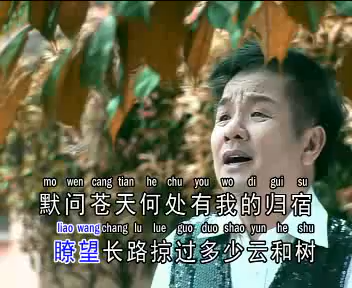 mo wen cang tian he chu you wo di gui su
默问苍天何处有我的归宿
liao wang chang lu lue guo duo shao yun he shu
瞭望长路掠过多少云和树